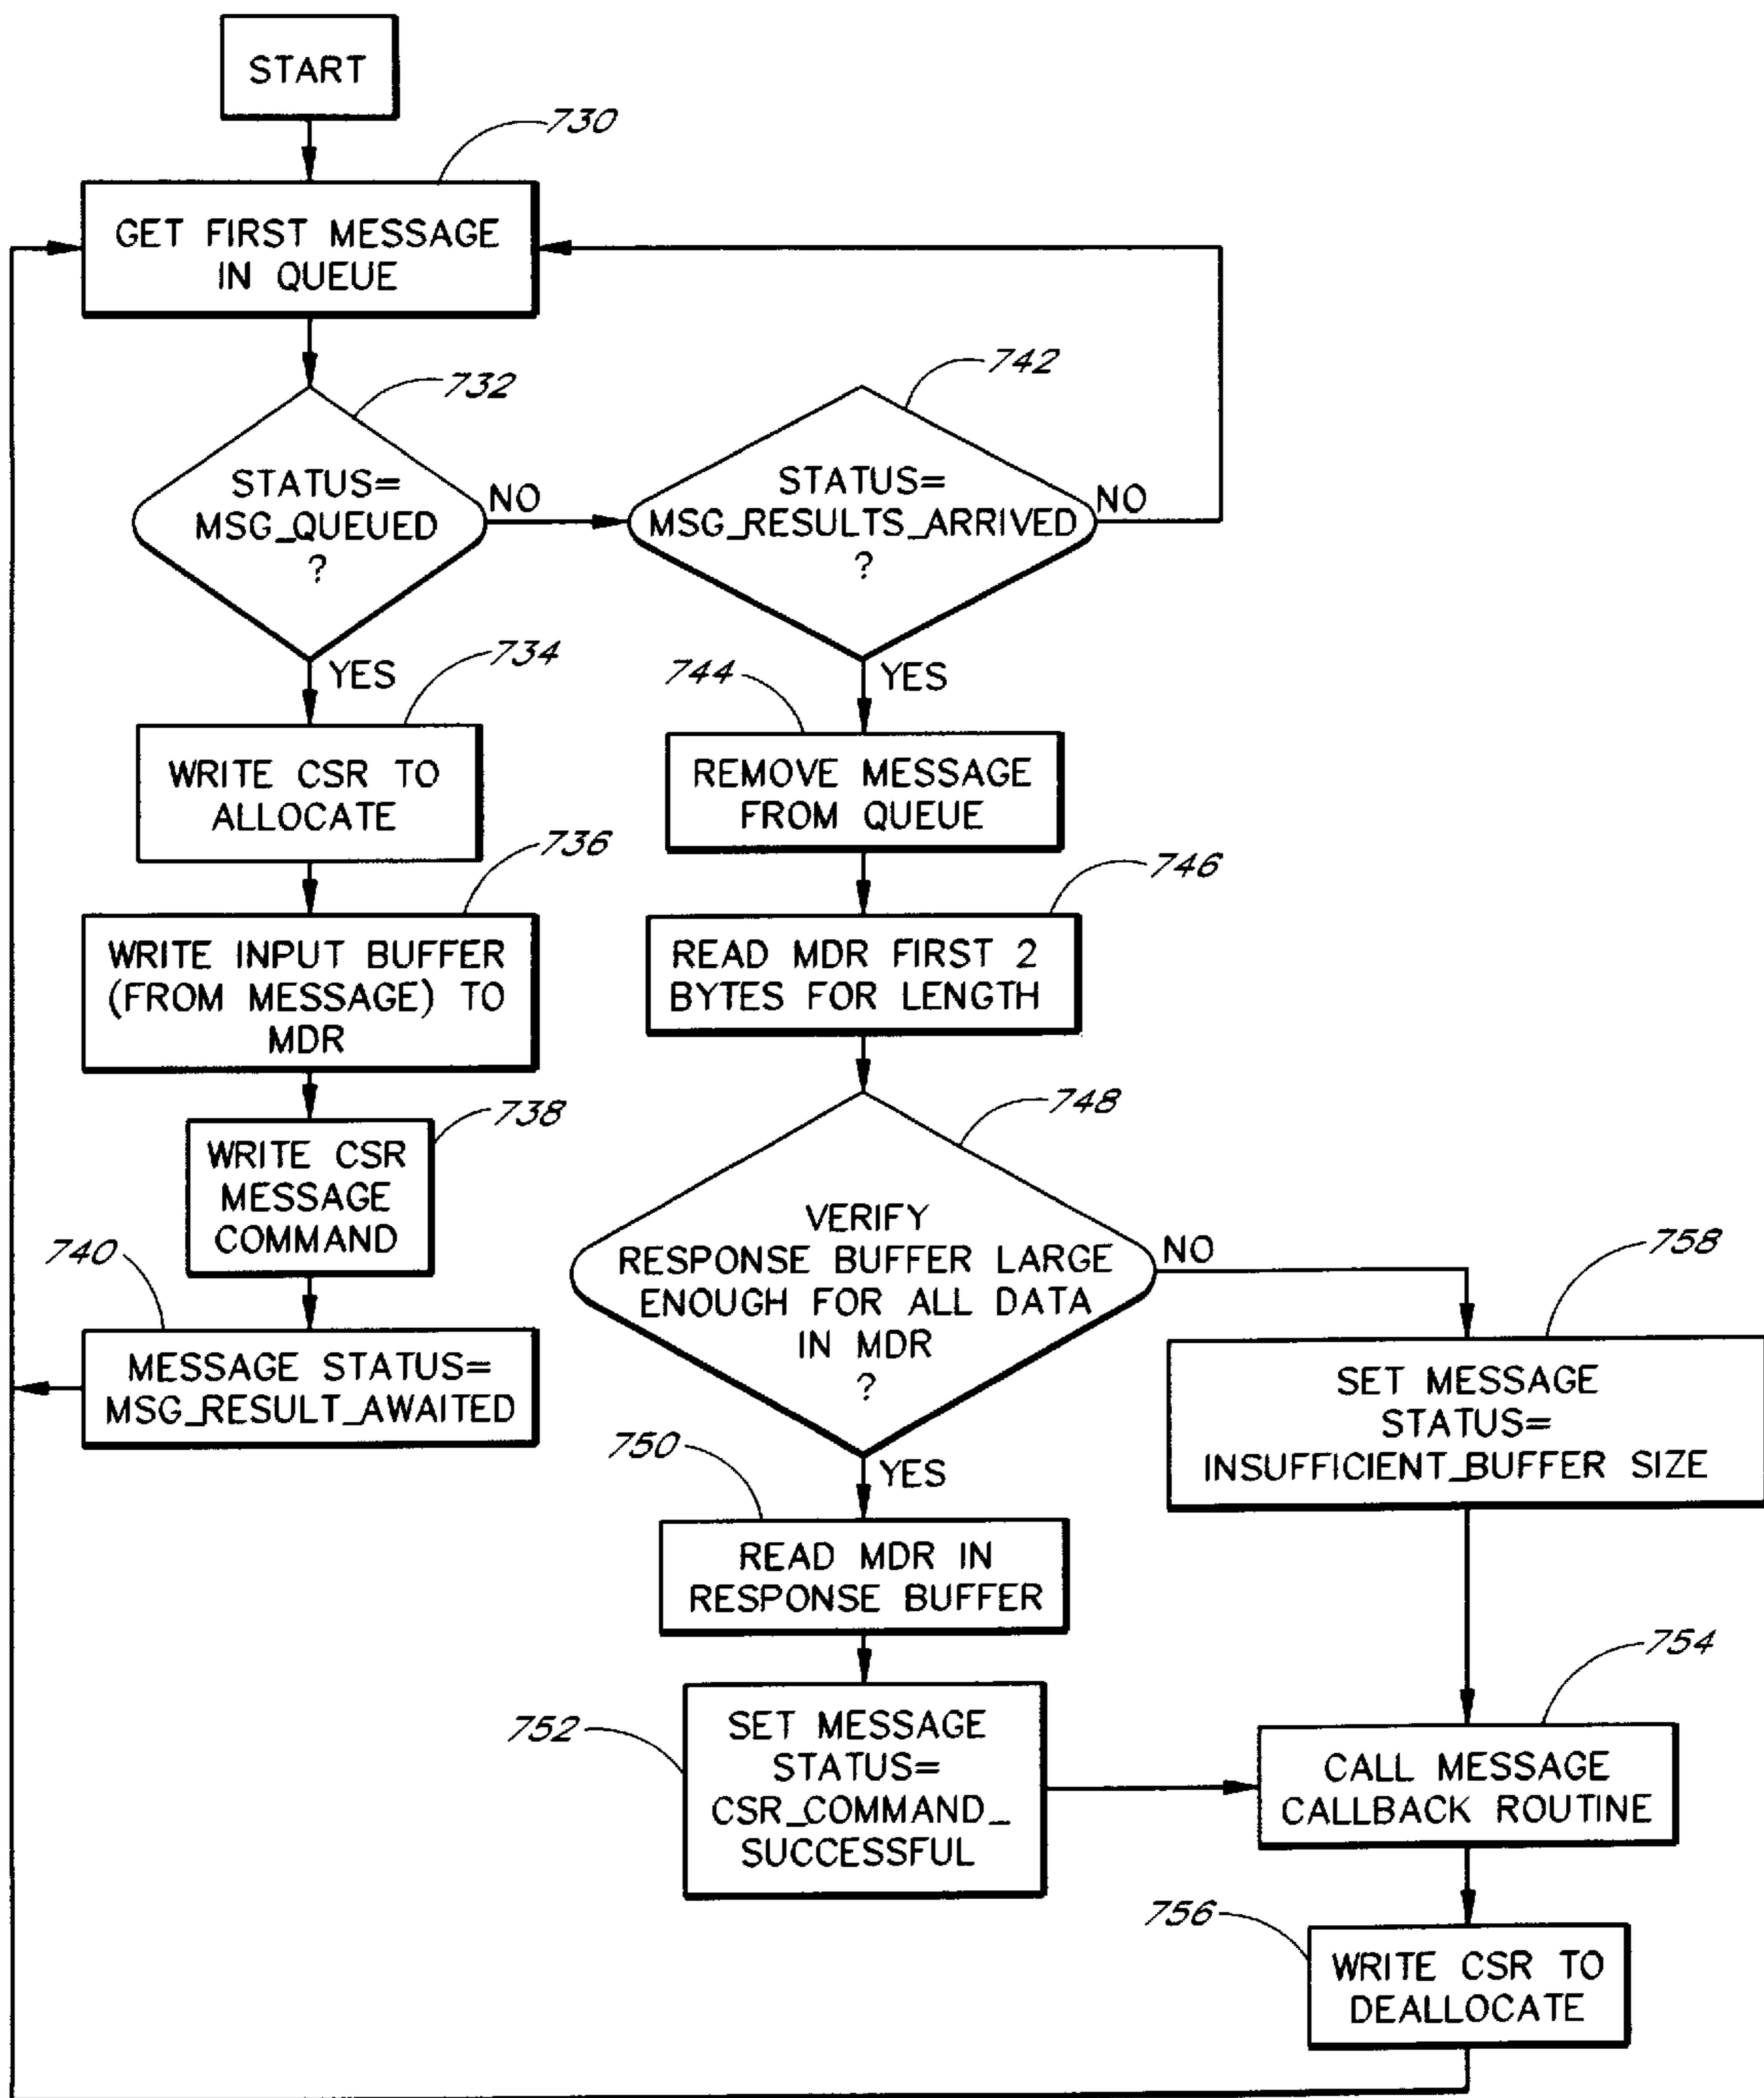 START
730
GET FIRST MESSAGE
IN QUEUE
732
STATUS=
MSG_QUEUED
?
NO
742
STATUS=
MSG_RESULTS_ARRIVED
?
NO
YES
734
WRITE CSR TO
ALLOCATE
736
WRITE INPUT BUFFER
(FROM MESSAGE) TO
MDR
738
WRITE CSR
MESSAGE
COMMAND
740
MESSAGE STATUS=
MSG_RESULT_AWAITED
YES
744
REMOVE MESSAGE
FROM QUEUE
746
READ MDR FIRST 2
BYTES FOR LENGTH
748
VERIFY
RESPONSE BUFFER LARGE
ENOUGH FOR ALL DATA
IN MDR
?
NO
758
SET MESSAGE
STATUS=
INSUFFICIENT_BUFFER SIZE
YES
750
READ MDR IN
RESPONSE BUFFER
752
SET MESSAGE
STATUS=
CSR_COMMAND_
SUCCESSFUL
754
CALL MESSAGE
CALLBACK ROUTINE
756
WRITE CSR TO
DEALLOCATE